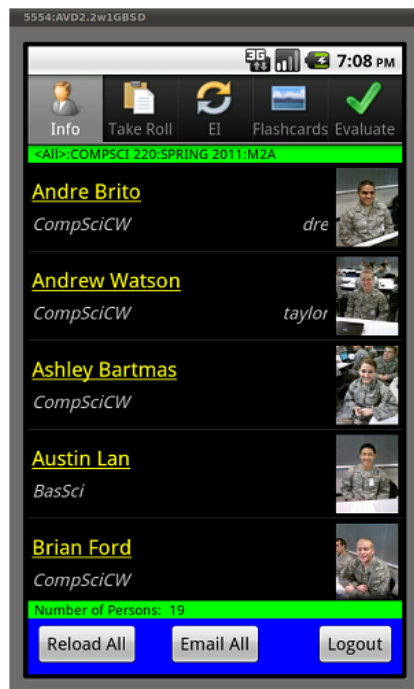 5554:AVD2.2w1GBSD
3G 7:08 PM
Info Take Roll EI Flashcards Evaluate
<All>:COMPSCI 220:SPRING 2011:M2A
Andre Brito
CompSciCW dre
Andrew Watson
CompSciCW taylor
Ashley Bartmas
CompSciCW
Austin Lan
BasSci
Brian Ford
CompSciCW
Number of Persons: 19
Reload All Email All Logout